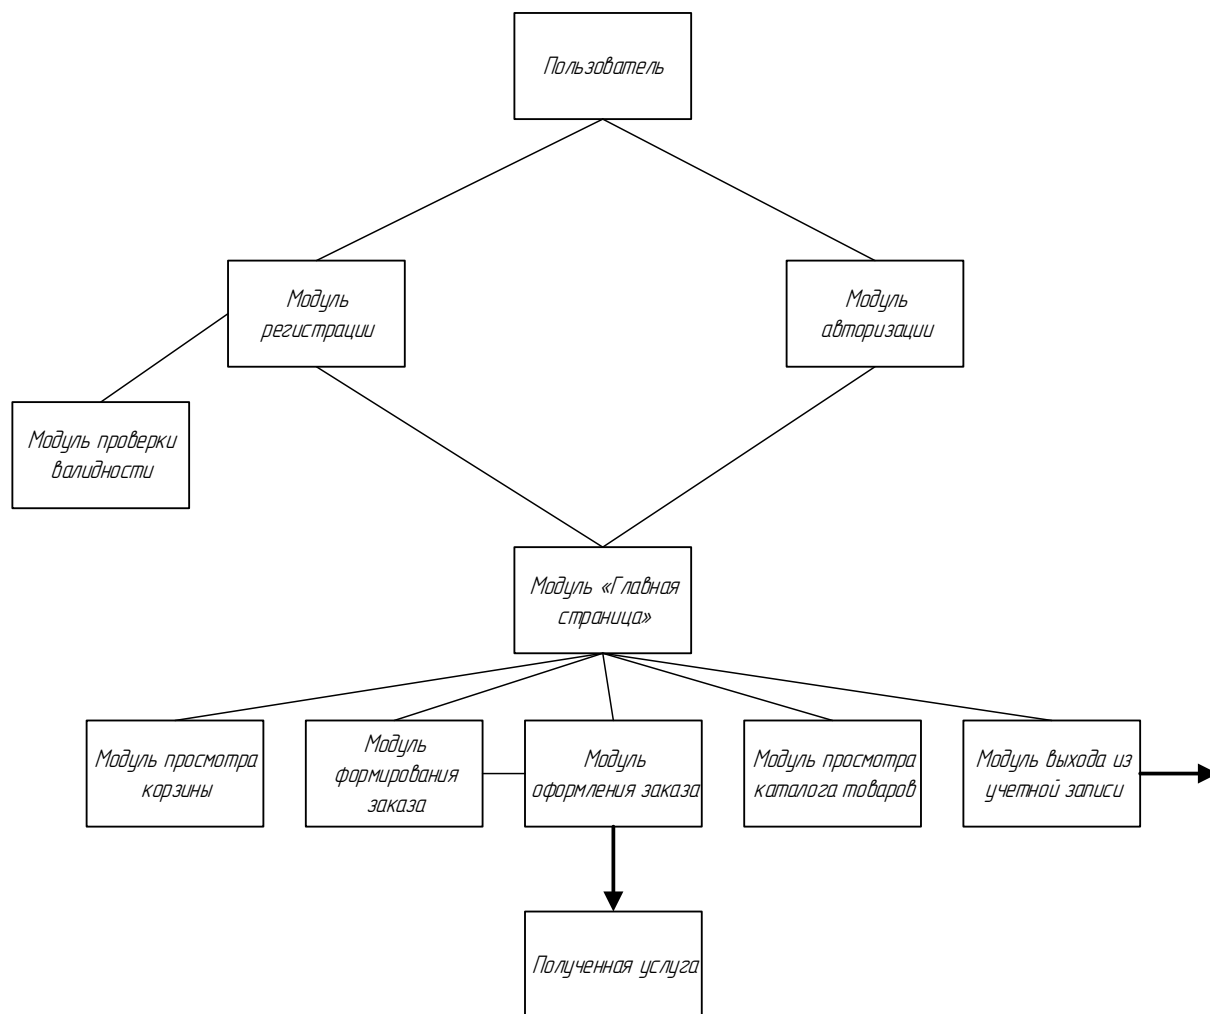 Пользователь
Модуль
регистрации
Модуль
авторизации
Модуль проверки
валидности
Модуль «Главная
страница»
Модуль просмотра
корзины
Модуль
формирования
заказа
Модуль
оформления заказа
Модуль просмотра
каталога товаров
Модуль выхода из
учетной записи
Полученная услуга